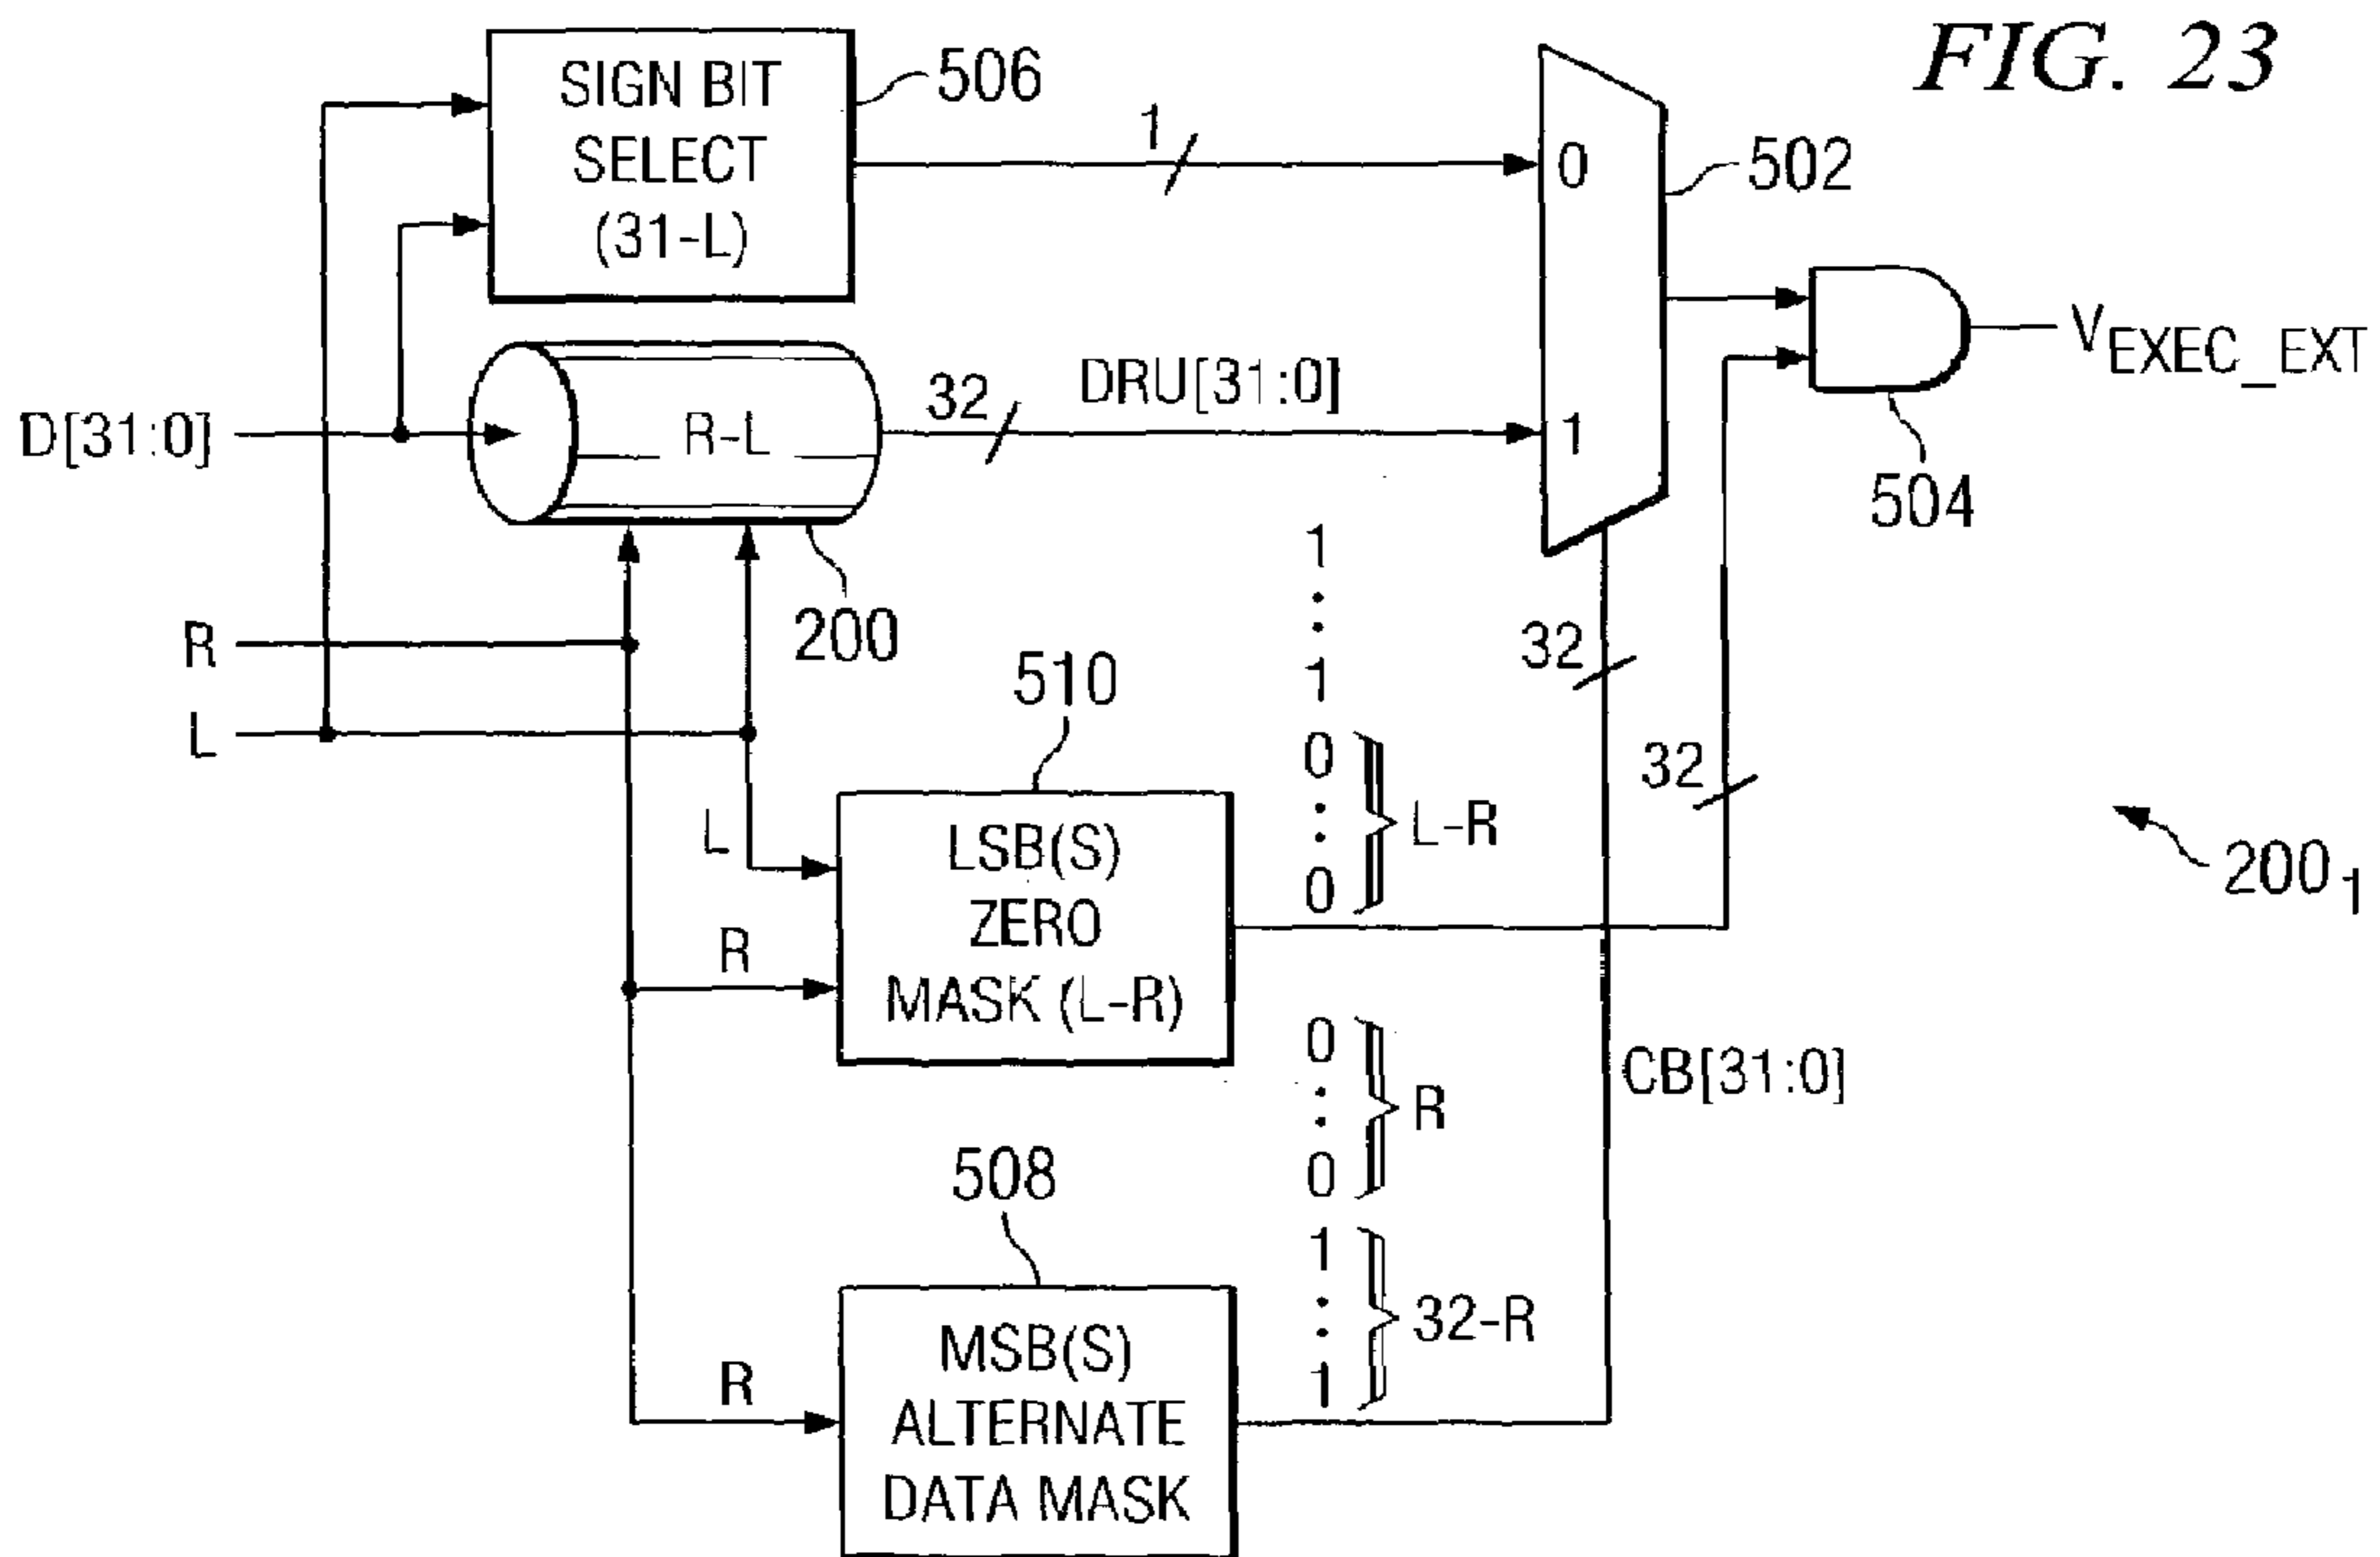 FIG. 23
SIGN BIT
SELECT
(31-L)
506
1
0
502
D[31:0]
R-L
32
DRU[31:0]
1
504
VEXEC_EXT
200
R
L
1
.
.
1
0
.
.
0
L-R
32
32
510
L
R
LSB(S)
ZERO
MASK (L-R)
2001
0
.
.
0
R
CB[31:0]
508
1
.
.
1
32-R
R
MSB(S)
ALTERNATE
DATA MASK